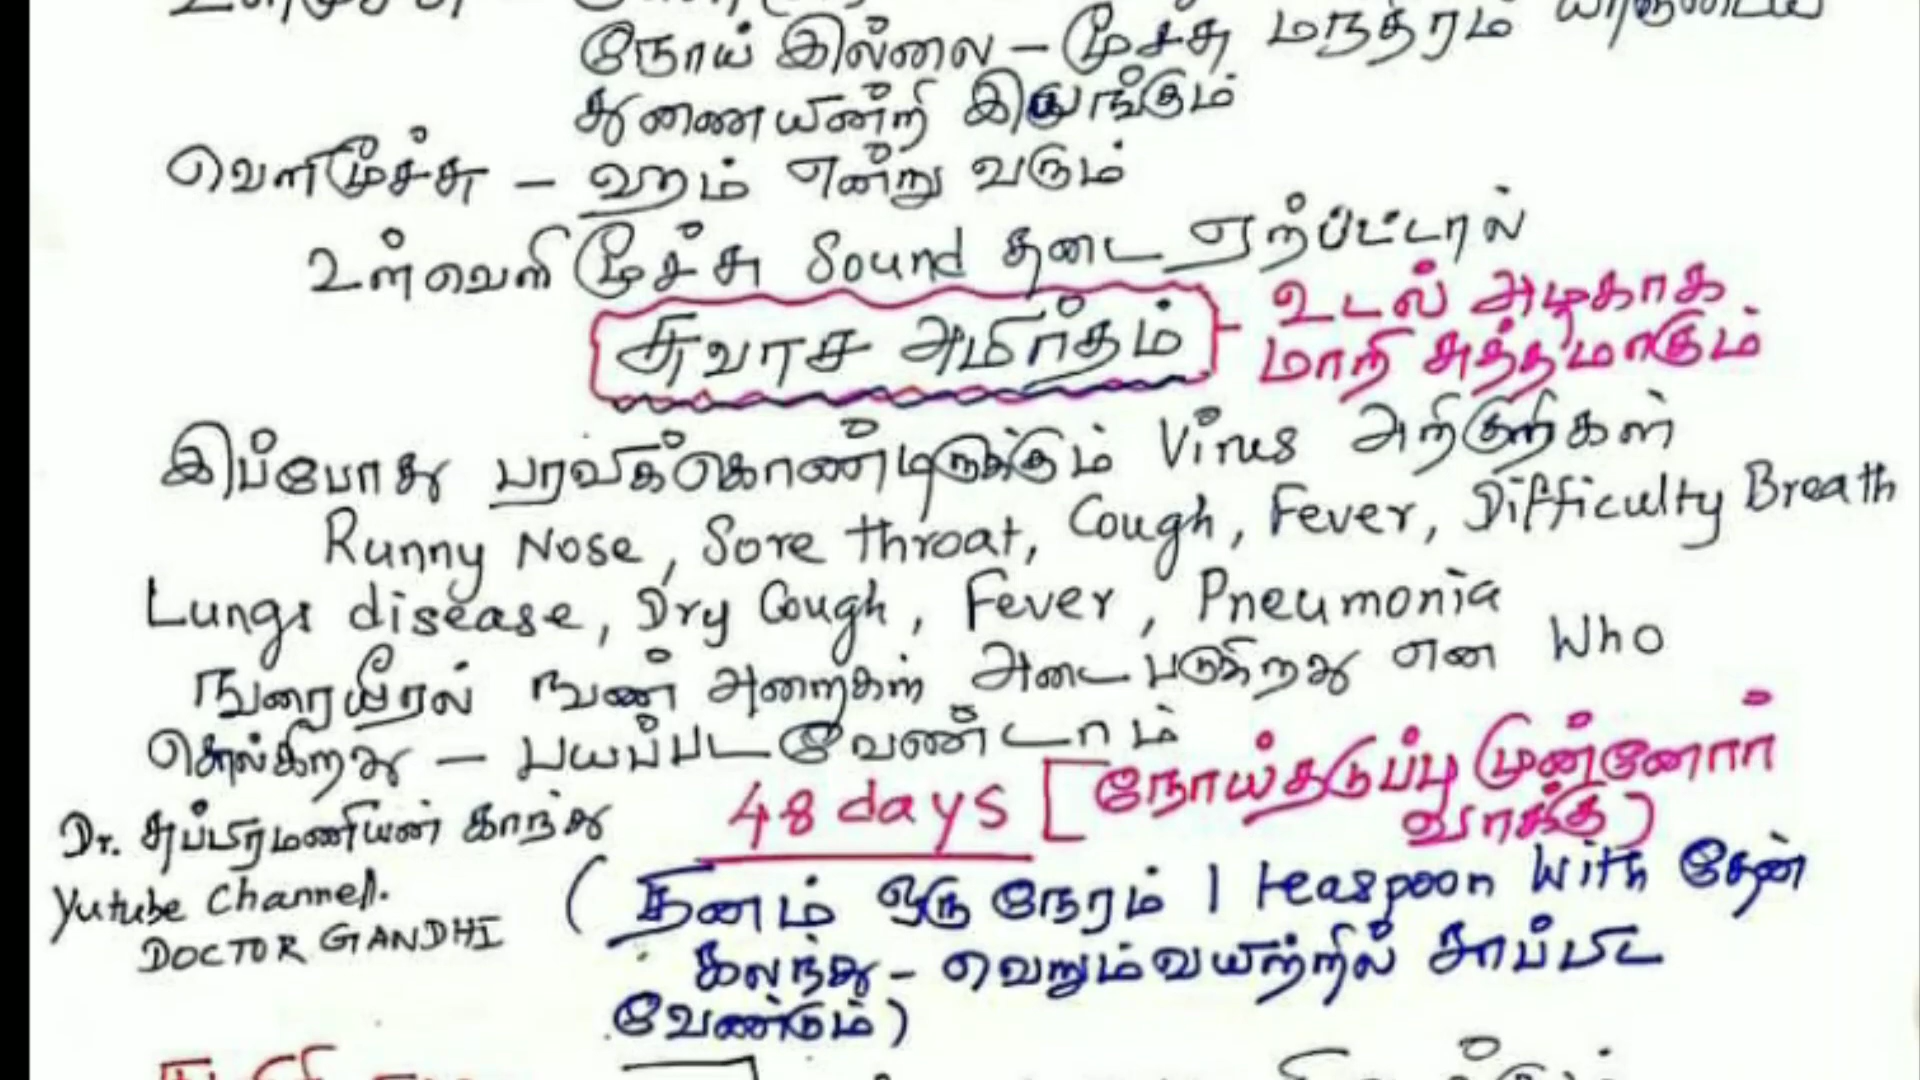 நோய் இல்லை - மூச்சு மந்திரம்
துணையின்றி இயங்கும்
வெளிமூச்சு - ஹம் என்று வரும்
உள்வெளி மூச்சு Sound தடை ஏற்பட்டால்
சுவாச அமிர்தம் - உடல் அழகாக
மாறி சுத்தமாகும்
இப்போது பரவிக்கொண்டிருக்கும் Virus அறிகுறிகள்
Runny Nose, Sore throat, Cough, Fever, Difficulty Breath
Lungs disease, Dry Cough, Fever, Pneumonia
நுரையீரல் நுண் அறைகள் அடைபடுகிறது என Who
சொல்கிறது - பயப்பட வேண்டாம்
48 days [நோய்தடுப்பு முன்னோர்
வாக்கு)
Dr. சுப்பிரமணியன் காந்தி
Yutube Channel.
DOCTOR GANDHI
(தினம் ஒரு நேரம் 1 teaspoon with தேன்
கலந்து - வெறும்வயிற்றில் சாப்பிட
வேண்டும்)